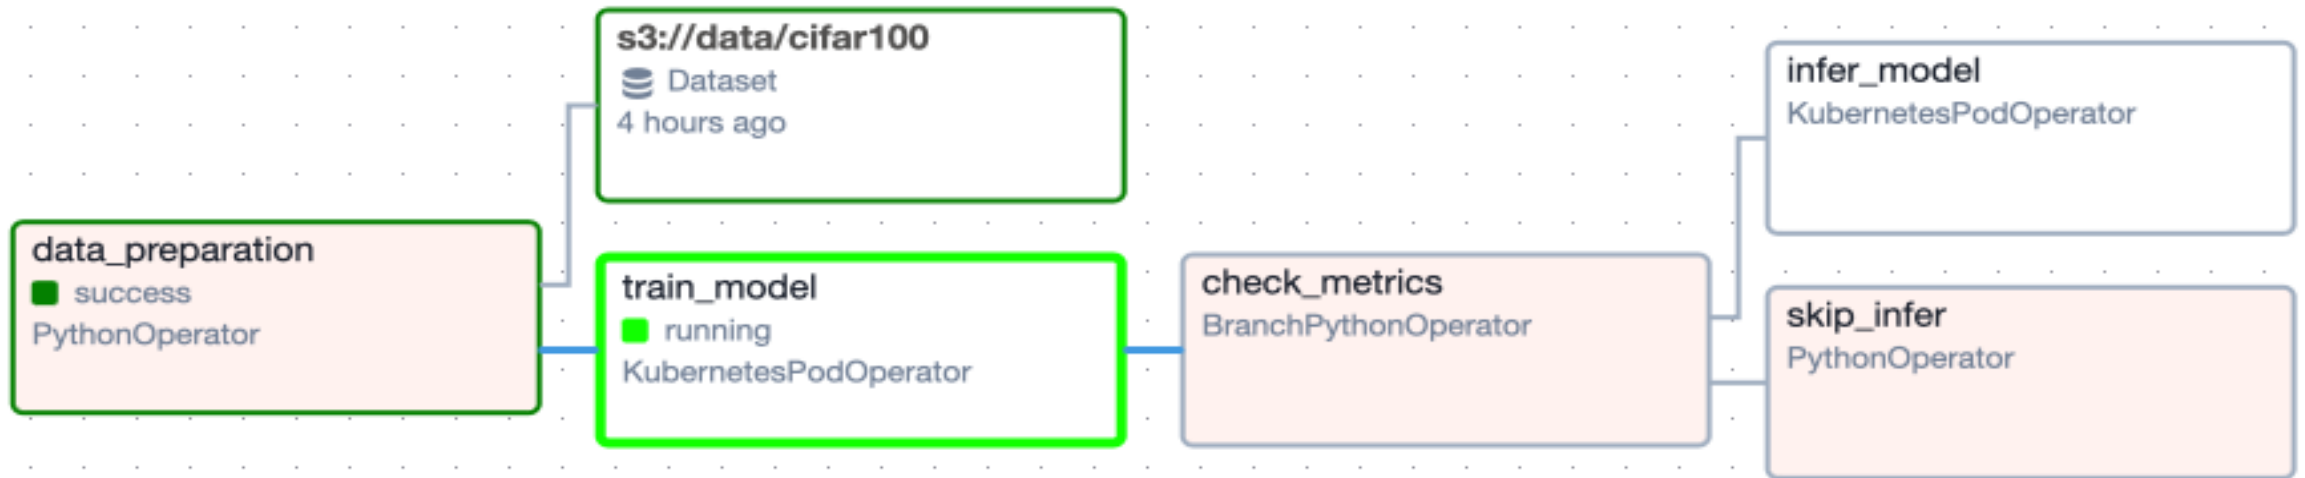 s3://data/cifar100
Dataset
4 hours ago
data_preparation
success
PythonOperator
train_model
running
KubernetesPodOperator
check_metrics
BranchPythonOperator
infer_model
KubernetesPodOperator
skip_infer
PythonOperator